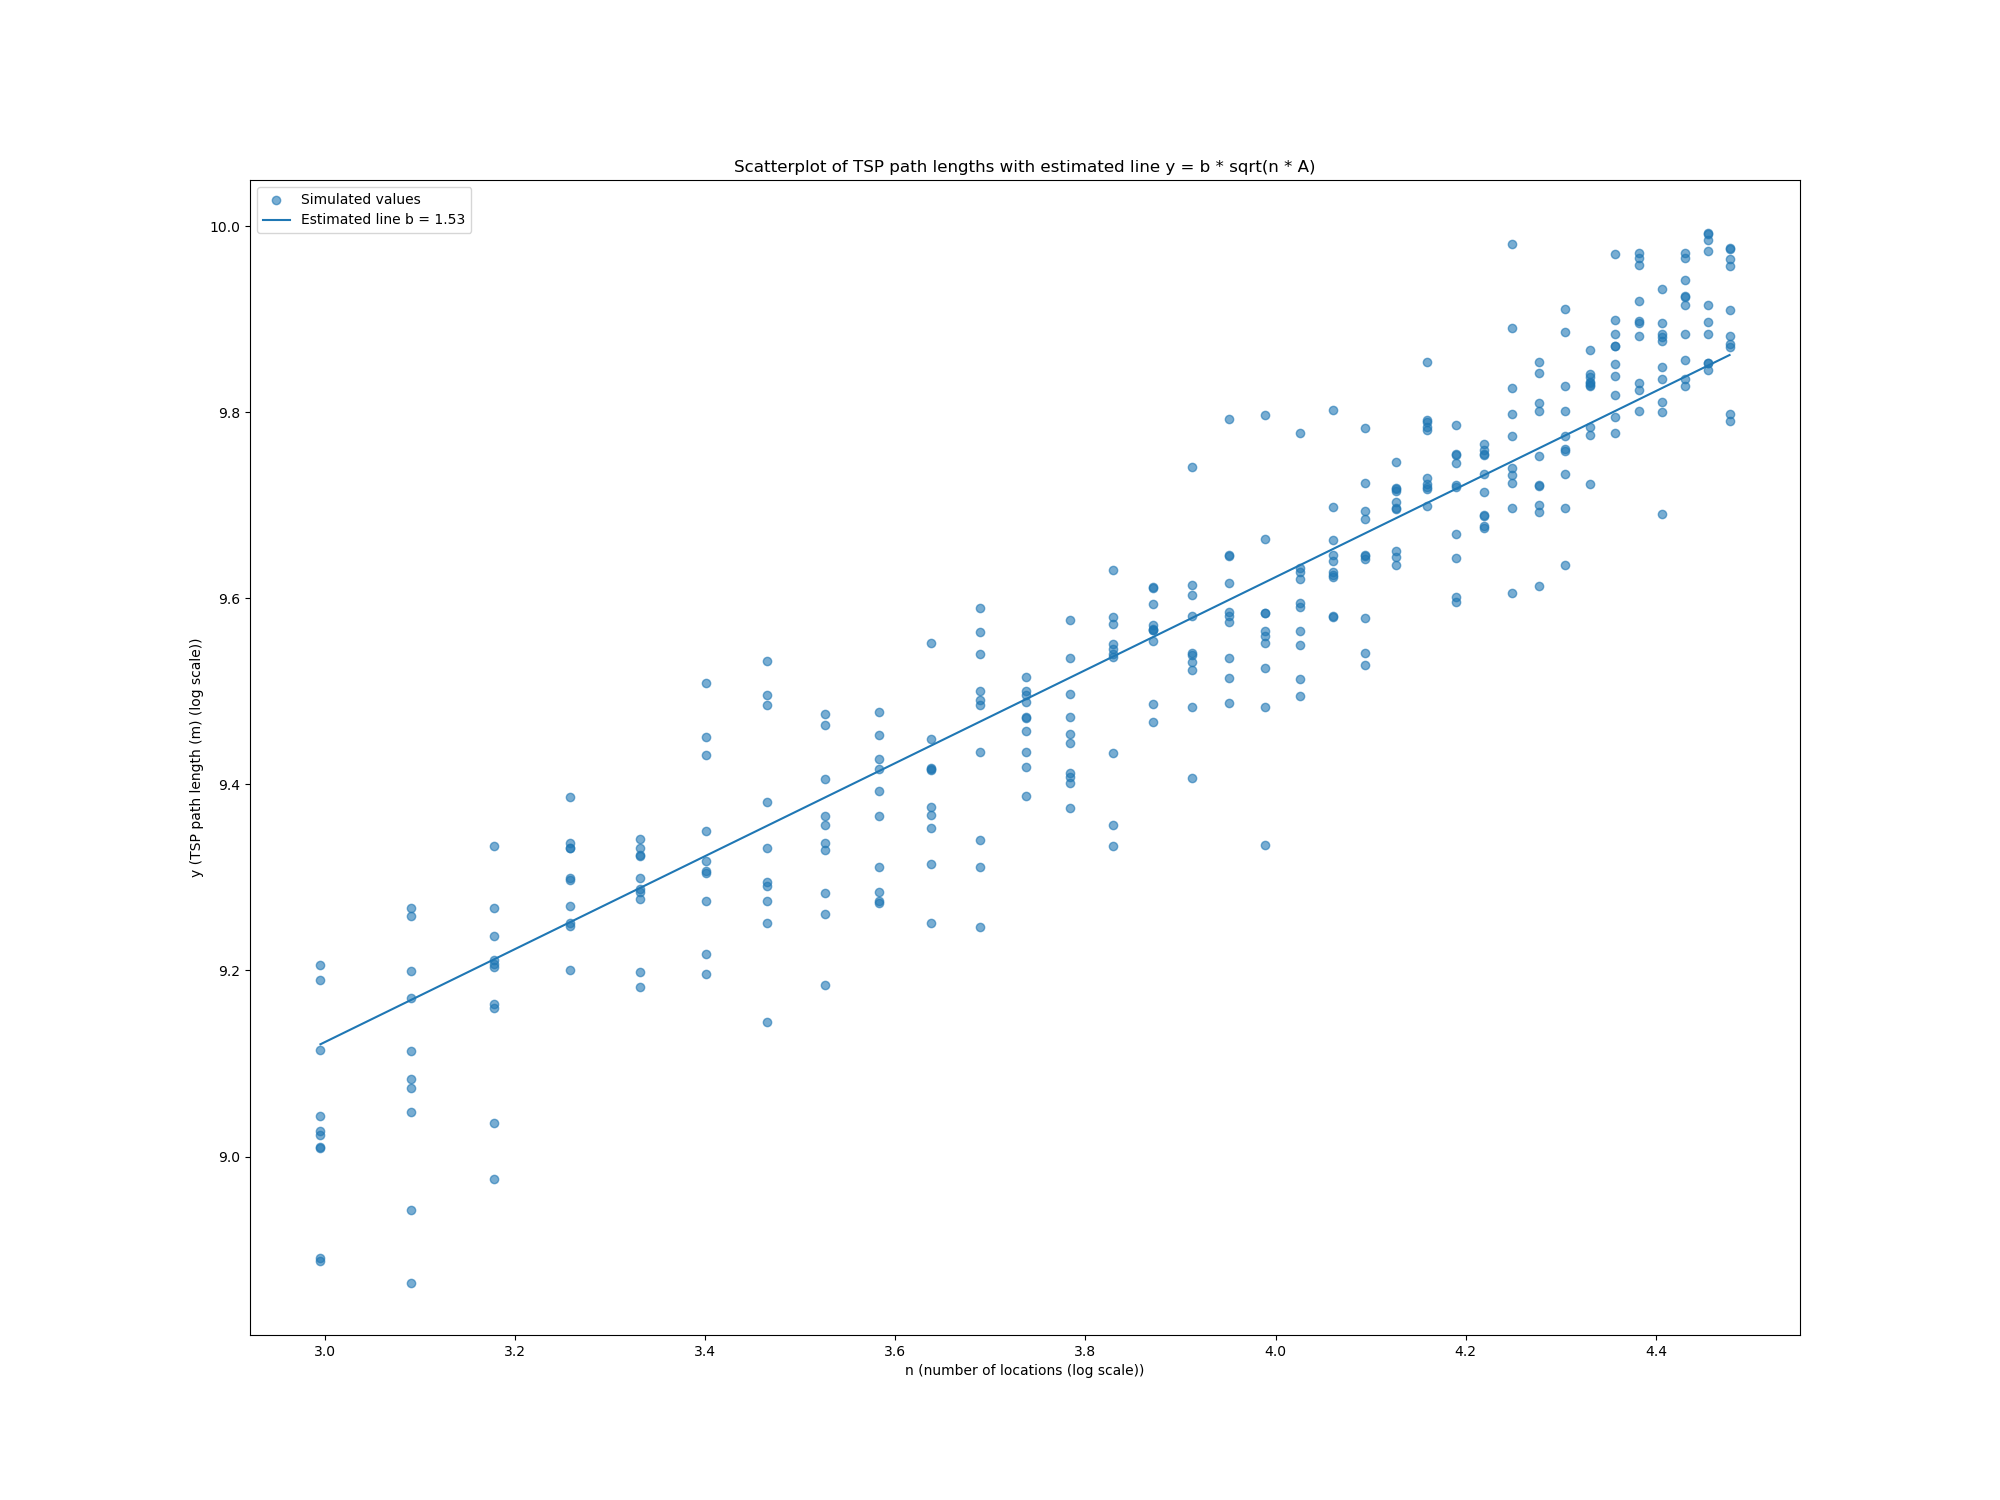 Scatterplot of TSP path lengths with estimated line y = b * sqrt(n * A)
Simulated values
Estimated line b = 1.53
10.0
9.8
9.6
9.4
9.2
9.0
y (TSP path length (m) (log scale))
3.0 3.2 3.4 3.6 3.8 4.0 4.2 4.4
n (number of locations (log scale))